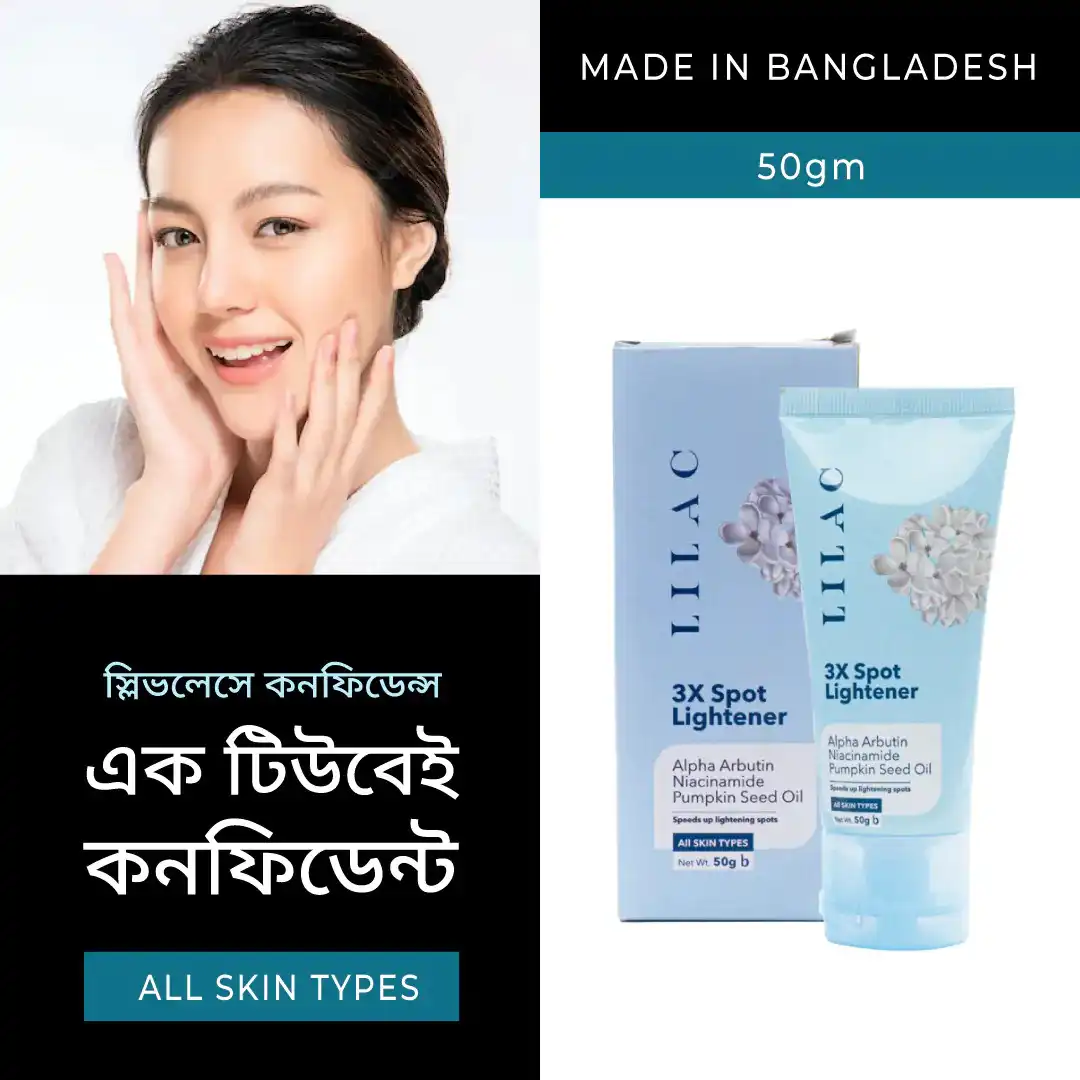 MADE IN BANGLADESH
50gm
স্লিভলেসে কনফিডেন্স
এক টিউবেই
কনফিডেন্ট
ALL SKIN TYPES
LILAC
3X Spot
Lightener
Alpha Arbutin
Niacinamide
Pumpkin Seed Oil
Speeds up lightening spots
All SKIN TYPES
Net Wt. 50g b
LILAC
3X Spot
Lightener
Alpha Arbutin
Niacinamide
Pumpkin Seed Oil
Speeds up lightening spots
All SKIN TYPES
Net Wt. 50g b